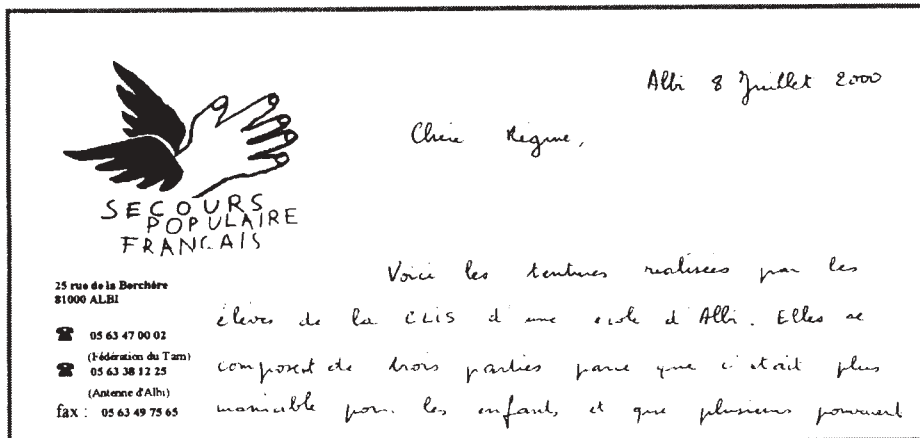 Albi 8 Juillet 2000
Chère Régine,
SECOURS
POPULAIRE
FRANCAIS
Voici les tentures realisées par les
25 rue de la Berchère
81000 ALBI
élèves de la CLIS d'une école d'Albi. Elles se
☎ 05 63 47 00 02
(Fédération du Tarn)
☎ 05 63 38 12 25
(Antenne d'Albi)
fax : 05 63 49 75 65
composent de trois parties parce que c'était plus
maniable pour les enfants et que plusieurs pouvaient